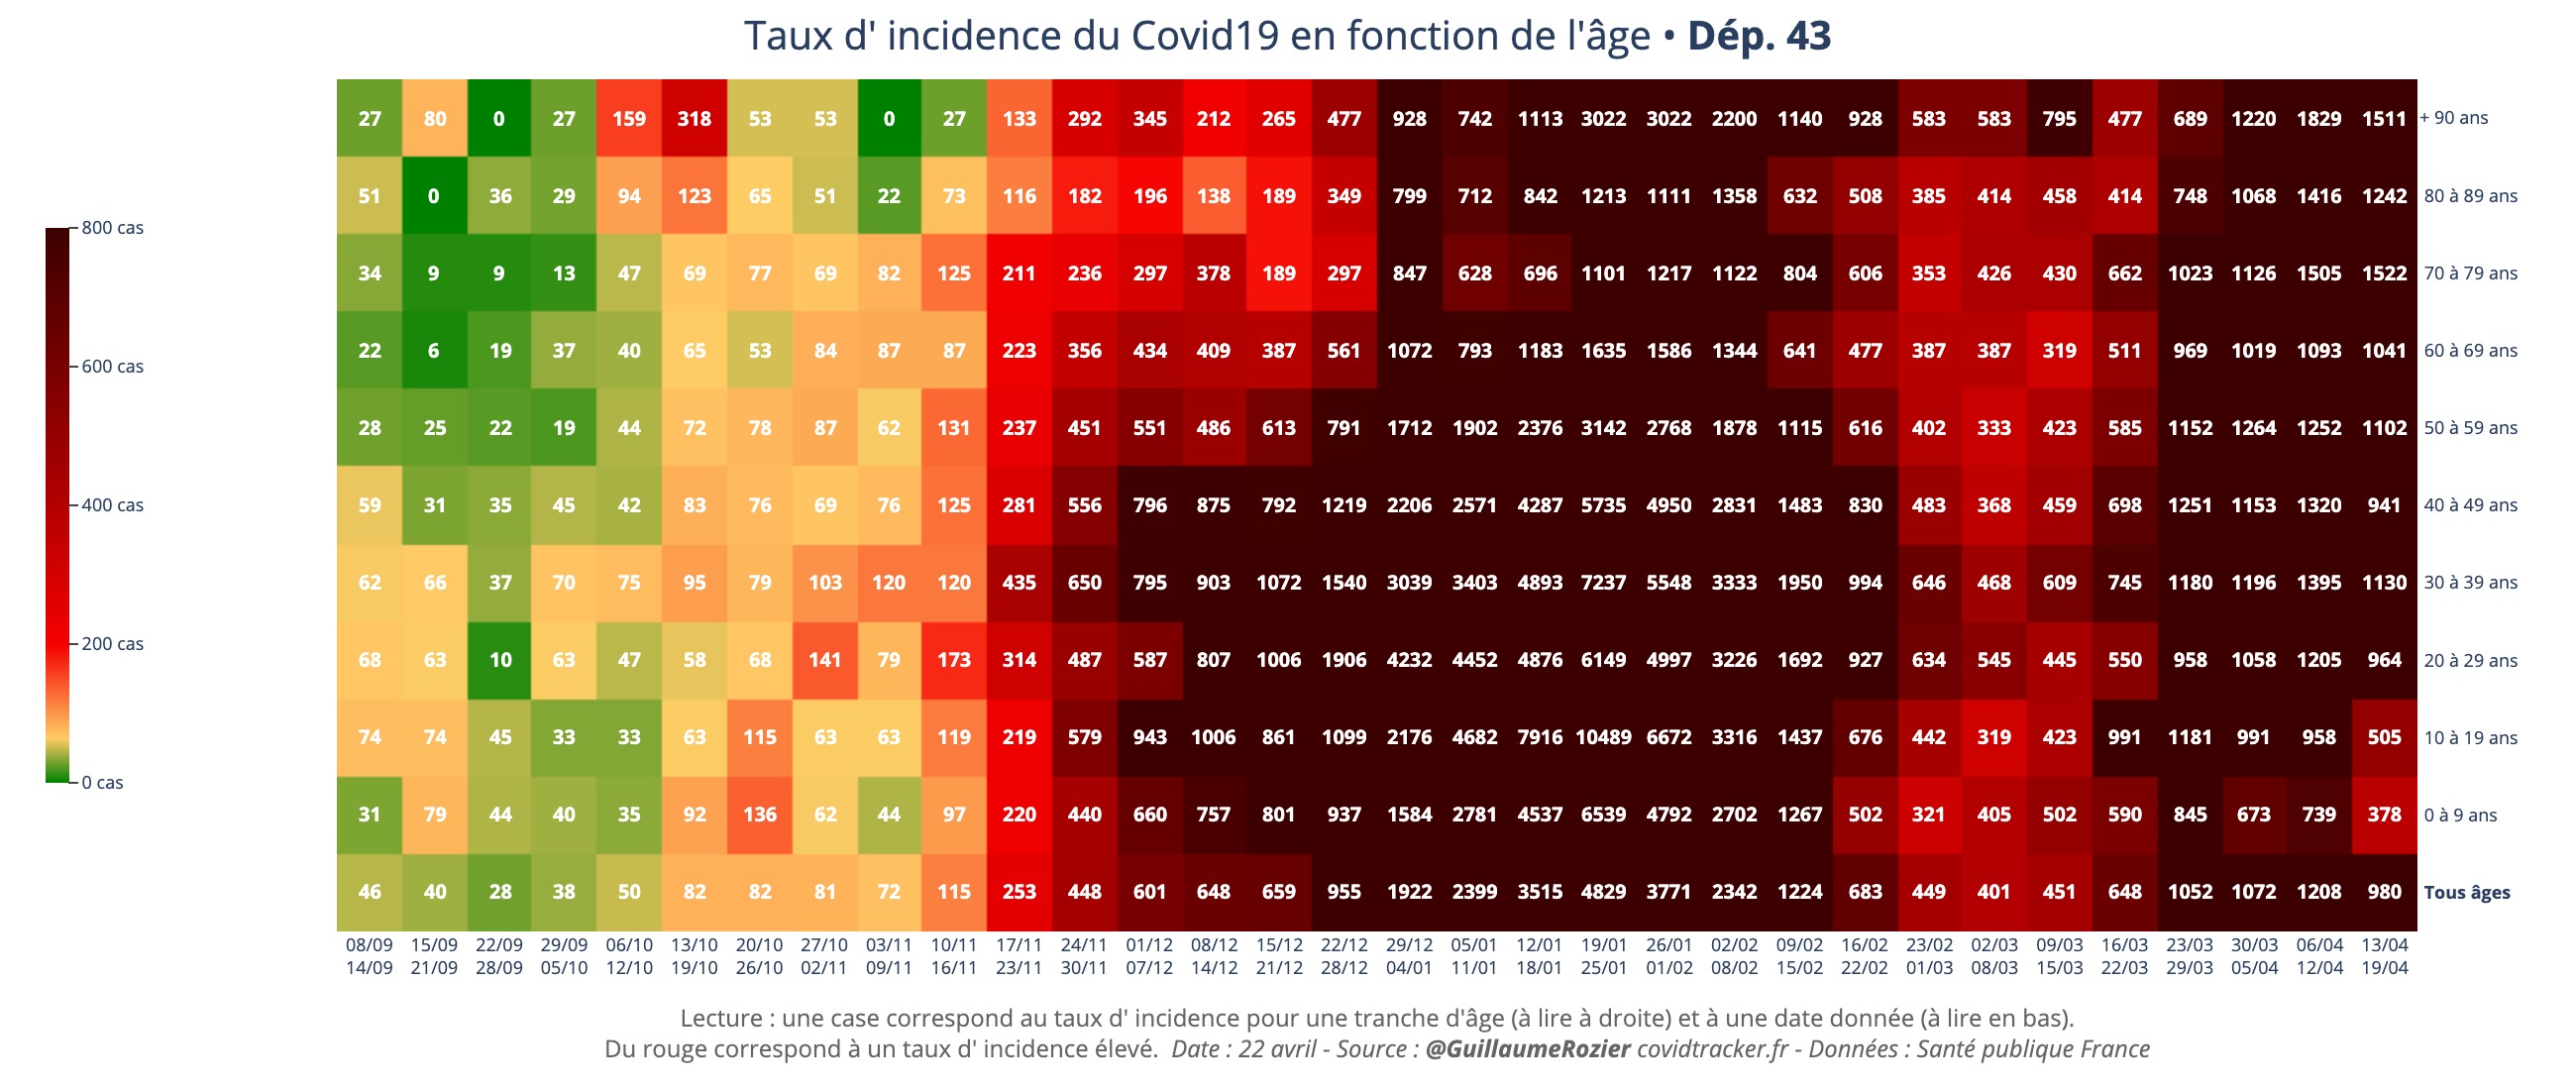 Taux d' incidence du Covid19 en fonction de l'âge • Dép. 43
800 cas
600 cas
400 cas
200 cas
0 cas
27 80 0 27 159 318 53 53 0 27 133 292 345 212 265 477 928 742 1113 3022 3022 2200 1140 928 583 583 795 477 689 1220 1829 1511 + 90 ans
51 0 36 29 94 123 65 51 22 73 116 182 196 138 189 349 799 712 842 1213 1111 1358 632 508 385 414 458 414 748 1068 1416 1242 80 à 89 ans
34 9 9 13 47 69 77 69 82 125 211 236 297 378 189 297 847 628 696 1101 1217 1122 804 606 353 426 430 662 1023 1126 1505 1522 70 à 79 ans
22 6 19 37 40 65 53 84 87 87 223 356 434 409 387 561 1072 793 1183 1635 1586 1344 641 477 387 387 319 511 969 1019 1093 1041 60 à 69 ans
28 25 22 19 44 72 78 87 62 131 237 451 551 486 613 791 1712 1902 2376 3142 2768 1878 1115 616 402 333 423 585 1152 1264 1252 1102 50 à 59 ans
59 31 35 45 42 83 76 69 76 125 281 556 796 875 792 1219 2206 2571 4287 5735 4950 2831 1483 830 483 368 459 698 1251 1153 1320 941 40 à 49 ans
62 66 37 70 75 95 79 103 120 120 435 650 795 903 1072 1540 3039 3403 4893 7237 5548 3333 1950 994 646 468 609 745 1180 1196 1395 1130 30 à 39 ans
68 63 10 63 47 58 68 141 79 173 314 487 587 807 1006 1906 4232 4452 4876 6149 4997 3226 1692 927 634 545 445 550 958 1058 1205 964 20 à 29 ans
74 74 45 33 33 63 115 63 63 119 219 579 943 1006 861 1099 2176 4682 7916 10489 6672 3316 1437 676 442 319 423 991 1181 991 958 505 10 à 19 ans
31 79 44 40 35 92 136 62 44 97 220 440 660 757 801 937 1584 2781 4537 6539 4792 2702 1267 502 321 405 502 590 845 673 739 378 0 à 9 ans
46 40 28 38 50 82 82 81 72 115 253 448 601 648 659 955 1922 2399 3515 4829 3771 2342 1224 683 449 401 451 648 1052 1072 1208 980 Tous âges
08/09 15/09 22/09 29/09 06/10 13/10 20/10 27/10 03/11 10/11 17/11 24/11 01/12 08/12 15/12 22/12 29/12 05/01 12/01 19/01 26/01 02/02 09/02 16/02 23/02 02/03 09/03 16/03 23/03 30/03 06/04 13/04
14/09 21/09 28/09 05/10 12/10 19/10 26/10 02/11 09/11 16/11 23/11 30/11 07/12 14/12 21/12 28/12 04/01 11/01 18/01 25/01 01/02 08/02 15/02 22/02 01/03 08/03 15/03 22/03 29/03 05/04 12/04 19/04
Lecture : une case correspond au taux d' incidence pour une tranche d'âge (à lire à droite) et à une date donnée (à lire en bas).
Du rouge correspond à un taux d' incidence élevé. Date : 22 avril - Source : @GuillaumeRozier covidtracker.fr - Données : Santé publique France